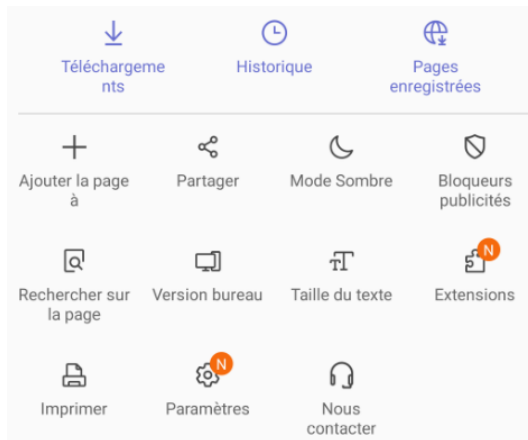 Téléchargeme Historique Pages
nts enregistrées
Ajouter la page Partager Mode Sombre Bloqueurs
à publicités
N
Rechercher sur Version bureau Taille du texte Extensions
la page
N
Imprimer Paramètres Nous
contacter